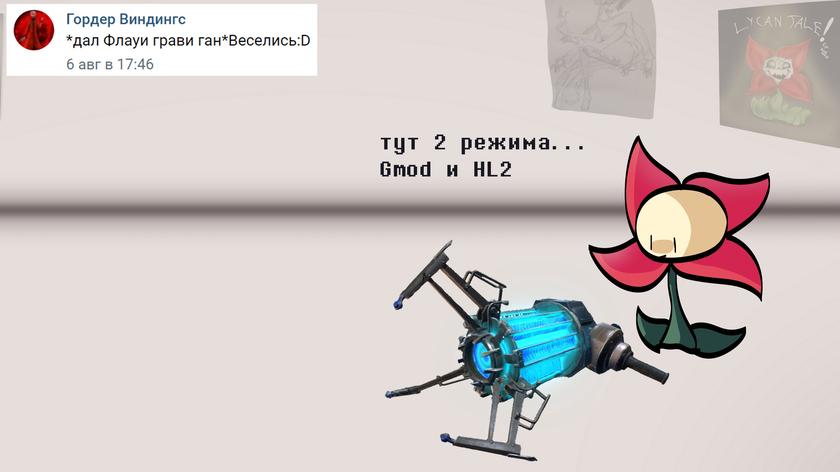 Гордер Виндингс
*дал Флауи грави ган*Веселись:D
6 авг в 17:46
LYCAN TALE!
тут 2 режима...
Gmod и HL2